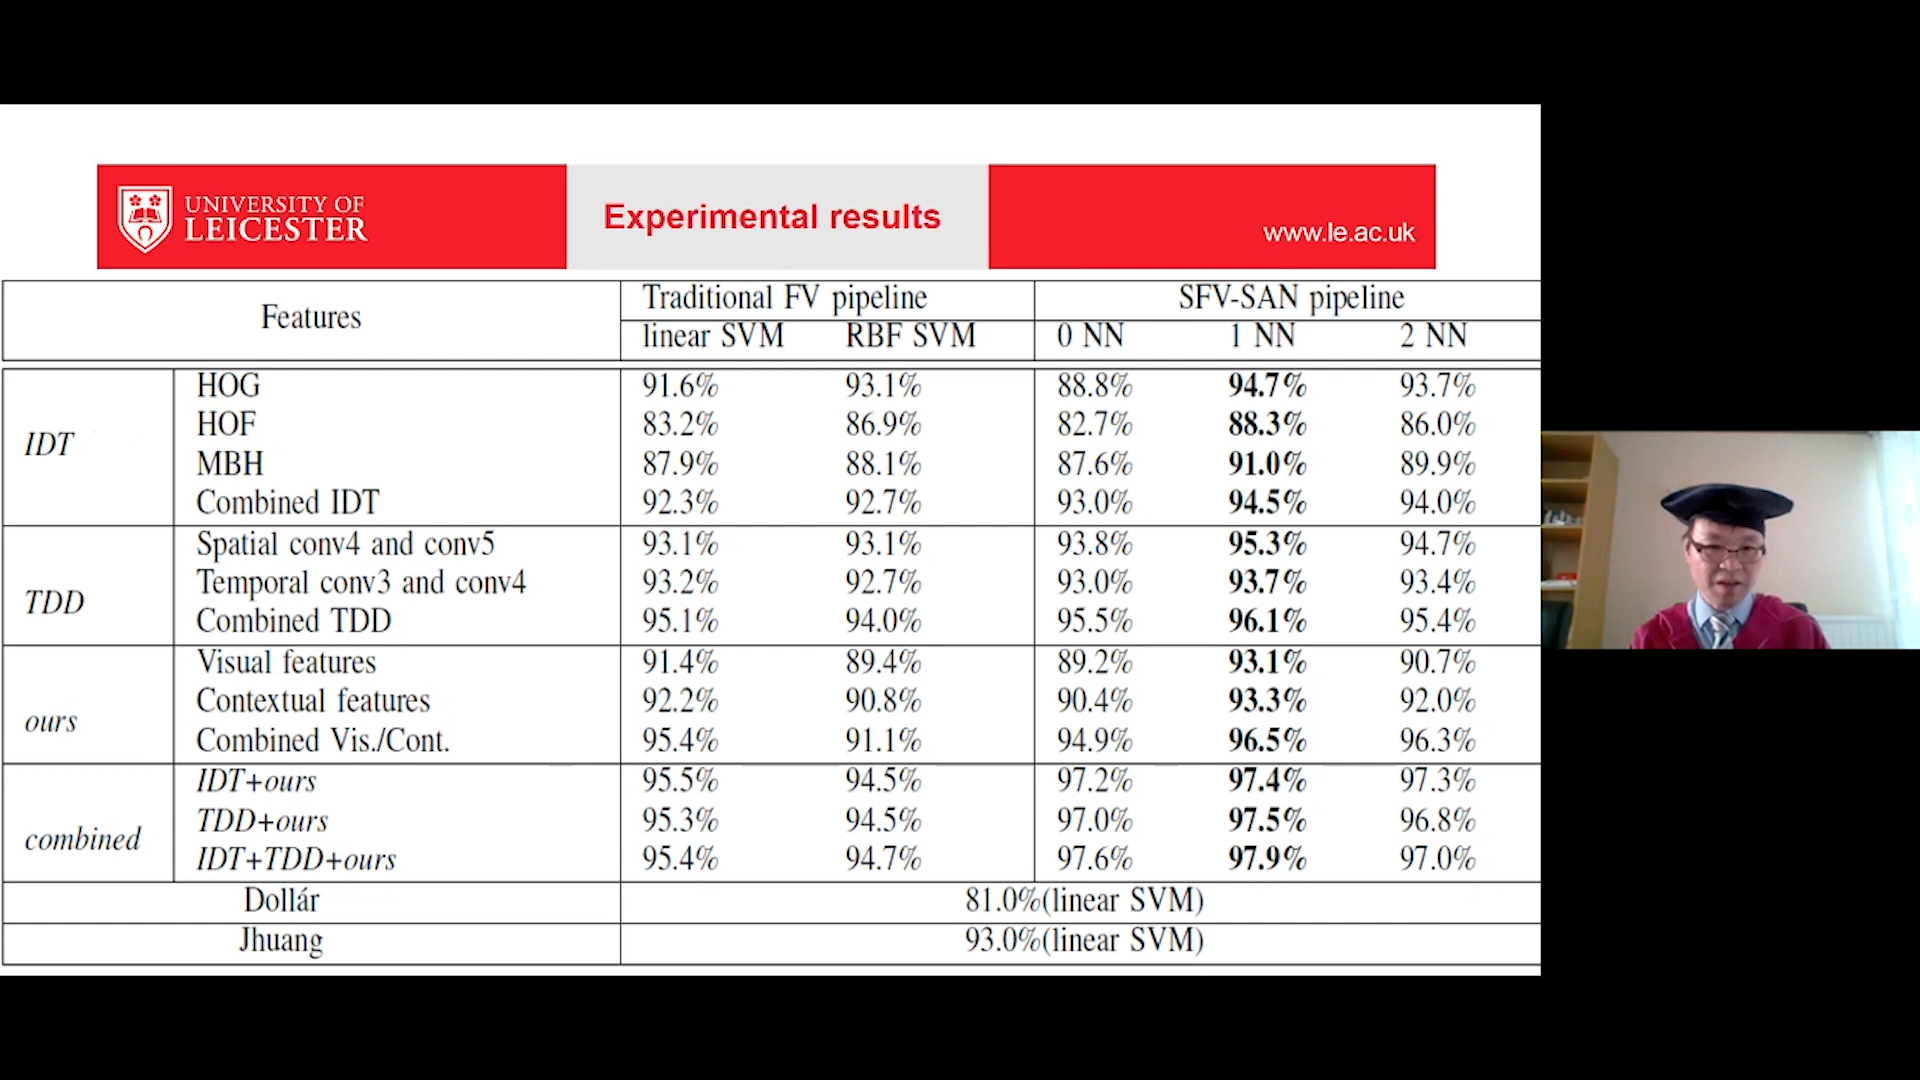 UNIVERSITY OF
LEICESTER
Experimental results
www.le.ac.uk
Features Traditional FV pipeline SFV-SAN pipeline
linear SVM RBF SVM 0 NN 1 NN 2 NN
IDT HOG 91.6% 93.1% 88.8% 94.7% 93.7%
HOF 83.2% 86.9% 82.7% 88.3% 86.0%
MBH 87.9% 88.1% 87.6% 91.0% 89.9%
Combined IDT 92.3% 92.7% 93.0% 94.5% 94.0%
TDD Spatial conv4 and conv5 93.1% 93.1% 93.8% 95.3% 94.7%
Temporal conv3 and conv4 93.2% 92.7% 93.0% 93.7% 93.4%
Combined TDD 95.1% 94.0% 95.5% 96.1% 95.4%
ours Visual features 91.4% 89.4% 89.2% 93.1% 90.7%
Contextual features 92.2% 90.8% 90.4% 93.3% 92.0%
Combined Vis./Cont. 95.4% 91.1% 94.9% 96.5% 96.3%
combined IDT+ours 95.5% 94.5% 97.2% 97.4% 97.3%
TDD+ours 95.3% 94.5% 97.0% 97.5% 96.8%
IDT+TDD+ours 95.4% 94.7% 97.6% 97.9% 97.0%
Dollár 81.0%(linear SVM)
Jhuang 93.0%(linear SVM)